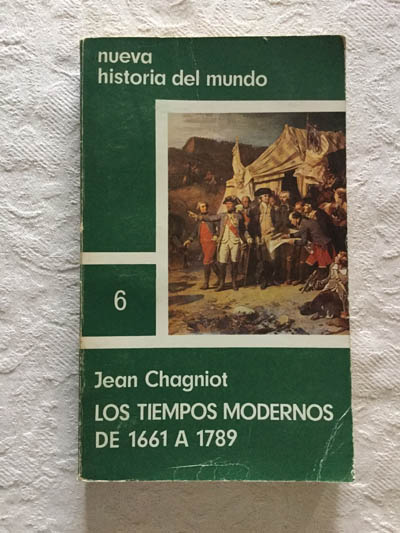 nueva
historia del mundo
6
Jean Chagniot
LOS TIEMPOS MODERNOS
DE 1661 A 1789